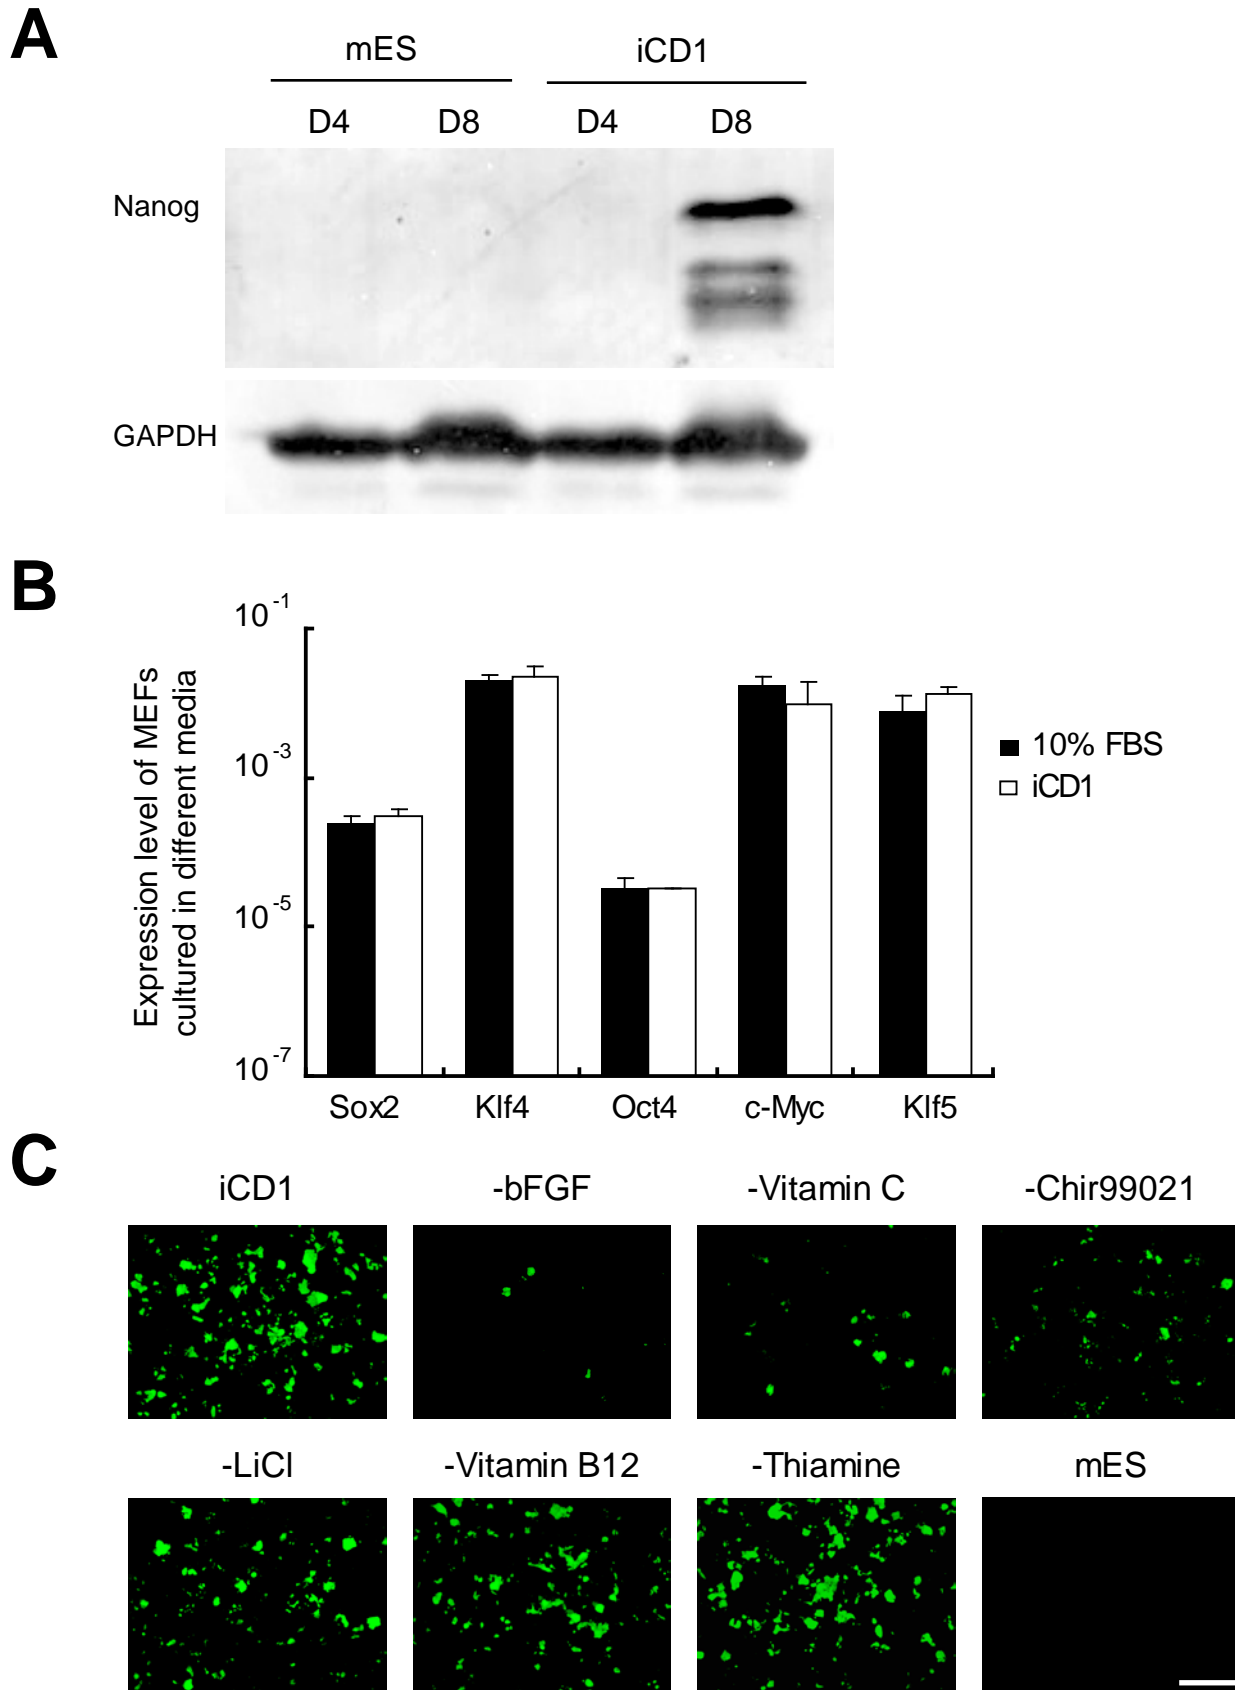 A
mES iCD1
D4 D8 D4 D8
Nanog
GAPDH
B
Expression level of MEFs
cultured in different media
10-1
10-3
10-5
10-7
10% FBS
iCD1
Sox2 Klf4 Oct4 c-Myc Klf5
C
iCD1 -bFGF -Vitamin C -Chir99021
-LiCl -Vitamin B12 -Thiamine mES